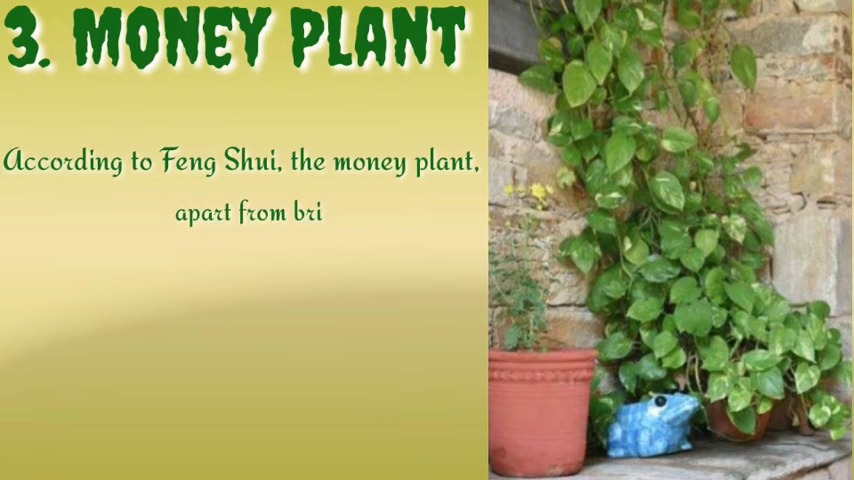 3. MONEY PLANT
According to Feng Shui, the money plant,
apart from bri